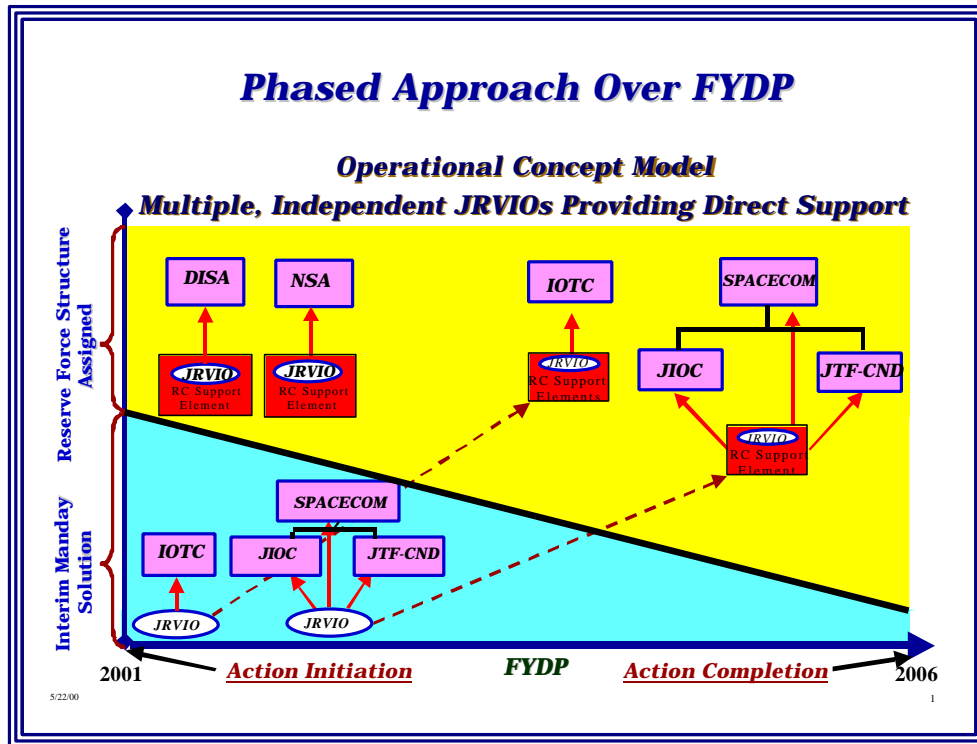 Phased Approach Over FYDP
Operational Concept Model
Multiple, Independent JRVIOs Providing Direct Support
Reserve Force Structure
Assigned
DISA
NSA
IOTC
SPACECOM
JRVIO
RC Support
Element
JRVIO
RC Support
Element
JRVIO
RC Support
Elements
JIOC
JTF-CND
JRVIO
RC Support
Element
Interim Manday
Solution
SPACECOM
IOTC
JIOC
JTF-CND
JRVIO
JRVIO
2001
Action Initiation
FYDP
Action Completion
2006
5/22/00
1